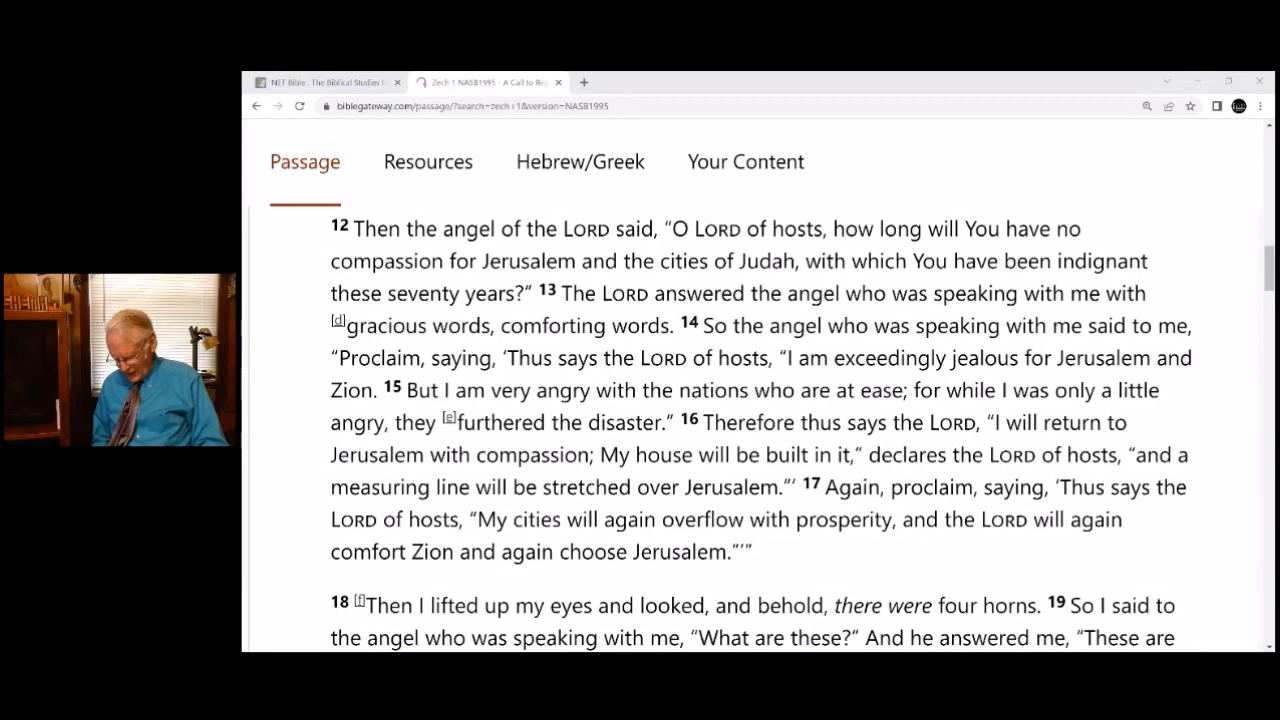 NET Bible . The Biblical Studies F
Zech 1 NASB1995 - A Call to Re
biblegateway.com/passage/?search=zech+1&version=NASB1995
Passage Resources Hebrew/Greek Your Content
12 Then the angel of the LORD said, “O LORD of hosts, how long will You have no
compassion for Jerusalem and the cities of Judah, with which You have been indignant
these seventy years?” 13 The LORD answered the angel who was speaking with me with
[d]gracious words, comforting words. 14 So the angel who was speaking with me said to me,
“Proclaim, saying, ‘Thus says the LORD of hosts, “I am exceedingly jealous for Jerusalem and
Zion. 15 But I am very angry with the nations who are at ease; for while I was only a little
angry, they [e]furthered the disaster.” 16 Therefore thus says the LORD, “I will return to
Jerusalem with compassion; My house will be built in it,” declares the LORD of hosts, “and a
measuring line will be stretched over Jerusalem.”’ 17 Again, proclaim, saying, ‘Thus says the
LORD of hosts, “My cities will again overflow with prosperity, and the LORD will again
comfort Zion and again choose Jerusalem.”’”
18 [f]Then I lifted up my eyes and looked, and behold, there were four horns. 19 So I said to
the angel who was speaking with me, “What are these?” And he answered me, “These are